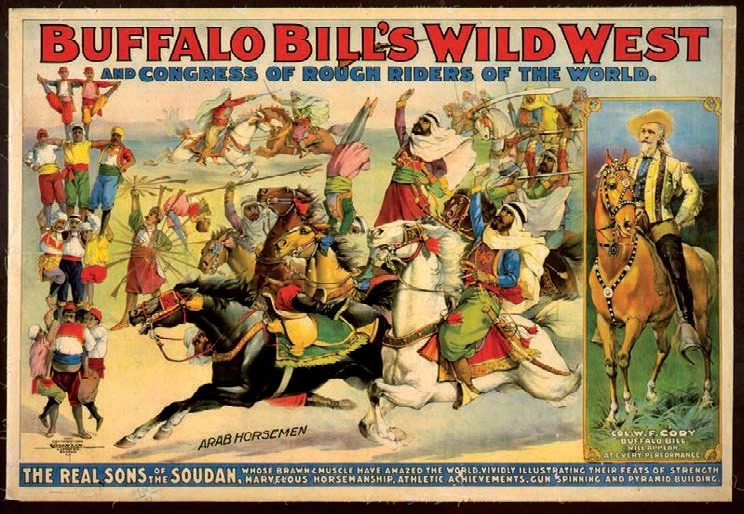 BUFFALO BILL'S WILD WEST
AND CONGRESS OF ROUGH RIDERS OF THE WORLD.
ARAB HORSEMEN
COL. W. F. CODY
BUFFALO BILL
WILL APPEAR
AT EVERY PERFORMANCE
THE REAL SONS OF THE SOUDAN, WHOSE BRAWN & MUSCLE HAVE AMAZED THE WORLD. VIVIDLY ILLUSTRATING THEIR FEATS OF STRENGTH
, MARVELOUS HORSEMANSHIP, ATHLETIC ACHIEVEMENTS, GUN SPINNING AND PYRAMID BUILDING.